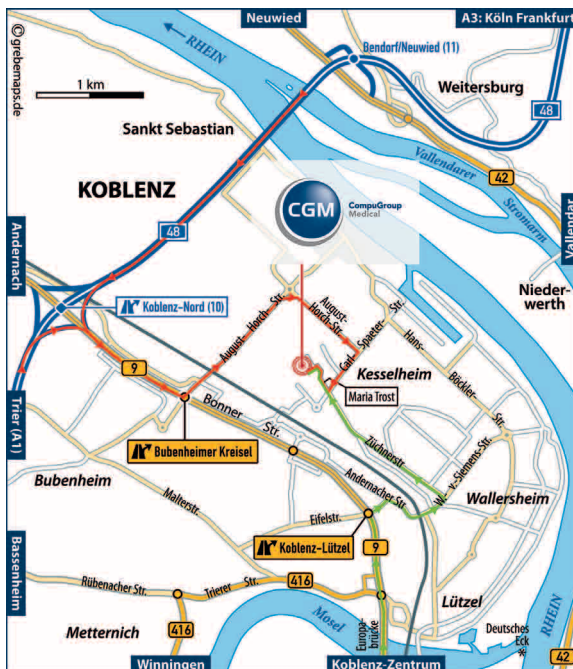 Neuwied
A3: Köln Frankfurt
© grebemaps.de
RHEIN
Bendorf/Neuwied (11)
1 km
Weitersburg
48
Sankt Sebastian
Vallendarer
Stromarm
42
KOBLENZ
CGM
CompuGroup
Medical
Vallendar
Andernach
48
Nieder-
werth
Koblenz-Nord (10)
August-
Horch-Str.
August-
Horch-Str.
Carl-
Spaeter-
Str.
Hans-
Böckler-
Str.
Kesselheim
Maria Trost
9
Trier (A1)
Bonner
Str.
Bubenheimer Kreisel
Züchnerstr.
W.-
v.-Siemens-Str.
Bubenheim
Malterstr.
Andernacher Str.
Wallersheim
Eifelstr.
Koblenz-Lützel
9
Bassenheim
Rübenacher Str.
Trierer
Str.
416
Lützel
RHEIN
Mosel
416
Metternich
Europa-
brücke
Deutsches
Eck
Winningen
Koblenz-Zentrum
42